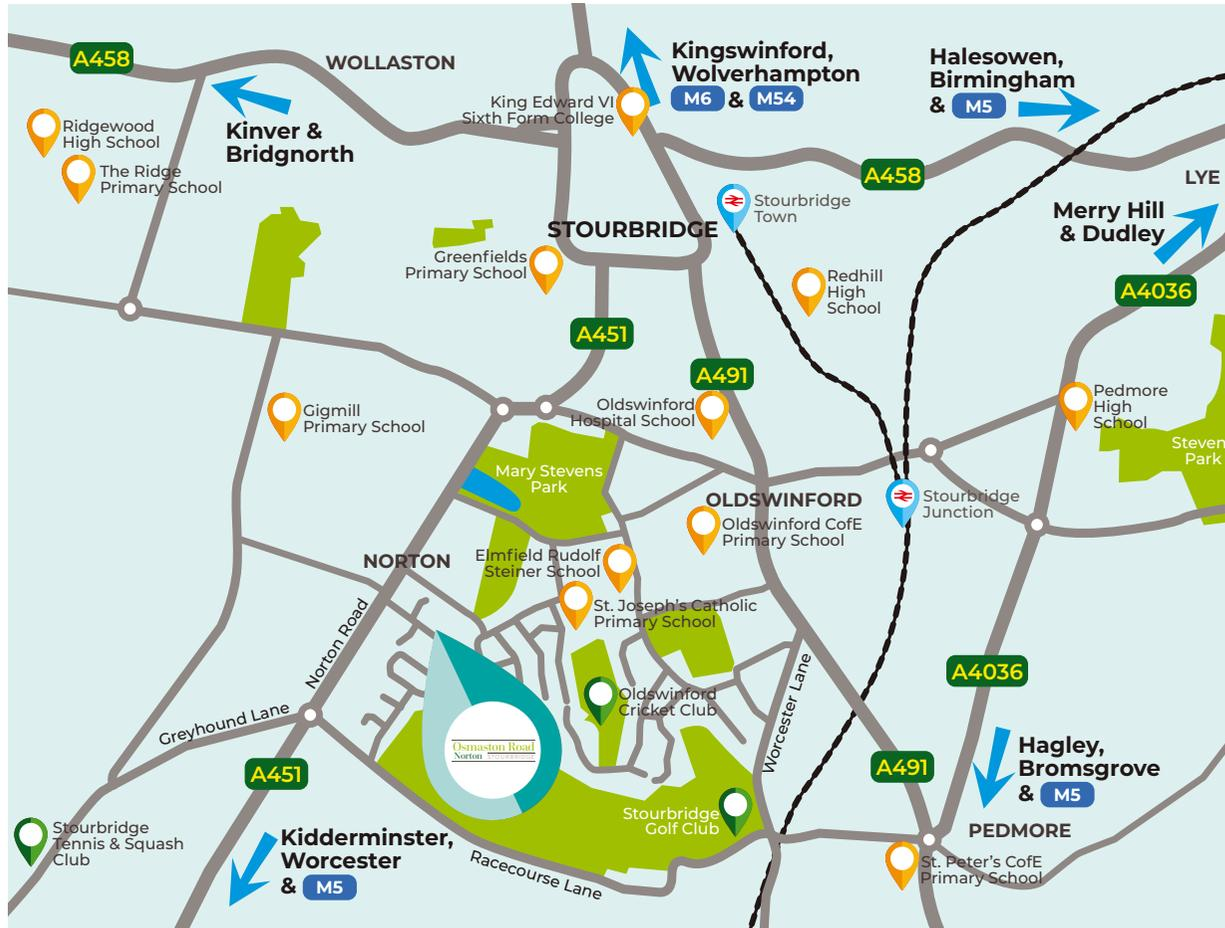 A458
WOLLASTON
Kingswinford,
Wolverhampton
M6 & M54
Halesowen,
Birmingham
& M5
King Edward VI
Sixth Form College
Ridgewood
High School
Kinver &
Bridgnorth
The Ridge
Primary School
A458
LYE
Stourbridge
Town
Merry Hill
& Dudley
STOURBRIDGE
Greenfields
Primary School
Redhill
High
School
A4036
A451
A491
Gigmill
Primary School
Oldswinford
Hospital School
Pedmore
High
School
Mary Stevens
Park
Steven
Park
OLDSWINFORD
Stourbridge
Junction
Oldswinford CofE
Primary School
NORTON
Elmfield Rudolf
Steiner School
St. Joseph's Catholic
Primary School
Norton Road
A4036
Worcester Lane
Oldswinford
Cricket Club
Greyhound Lane
Osmaston Road
Norton STOURBRIDGE
A451
A491
Hagley,
Bromsgrove
& M5
Stourbridge
Golf Club
PEDMORE
Stourbridge
Tennis & Squash
Club
Kidderminster,
Worcester
& M5
Racecourse Lane
St. Peter's CofE
Primary School